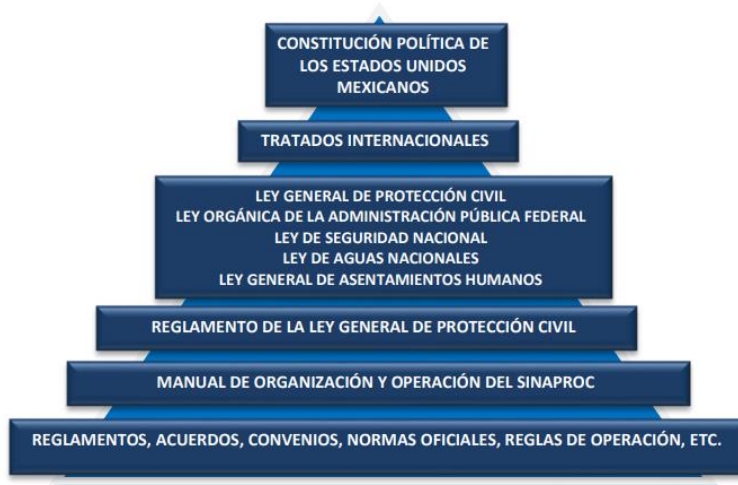 CONSTITUCIÓN POLÍTICA DE
LOS ESTADOS UNIDOS
MEXICANOS
TRATADOS INTERNACIONALES
LEY GENERAL DE PROTECCIÓN CIVIL
LEY ORGÁNICA DE LA ADMINISTRACIÓN PÚBLICA FEDERAL
LEY DE SEGURIDAD NACIONAL
LEY DE AGUAS NACIONALES
LEY GENERAL DE ASENTAMIENTOS HUMANOS
REGLAMENTO DE LA LEY GENERAL DE PROTECCIÓN CIVIL
MANUAL DE ORGANIZACIÓN Y OPERACIÓN DEL SINAPROC
REGLAMENTOS, ACUERDOS, CONVENIOS, NORMAS OFICIALES, REGLAS DE OPERACIÓN, ETC.